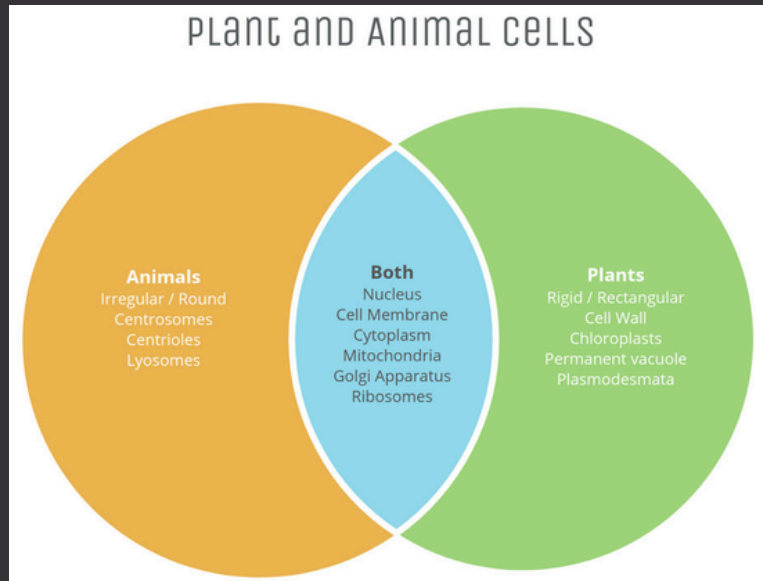 Plant and Animal Cells
Animals
Irregular / Round
Centrosomes
Centrioles
Lyosomes
Both
Nucleus
Cell Membrane
Cytoplasm
Mitochondria
Golgi Apparatus
Ribosomes
Plants
Rigid / Rectangular
Cell Wall
Chloroplasts
Permanent vacuole
Plasmodesmata